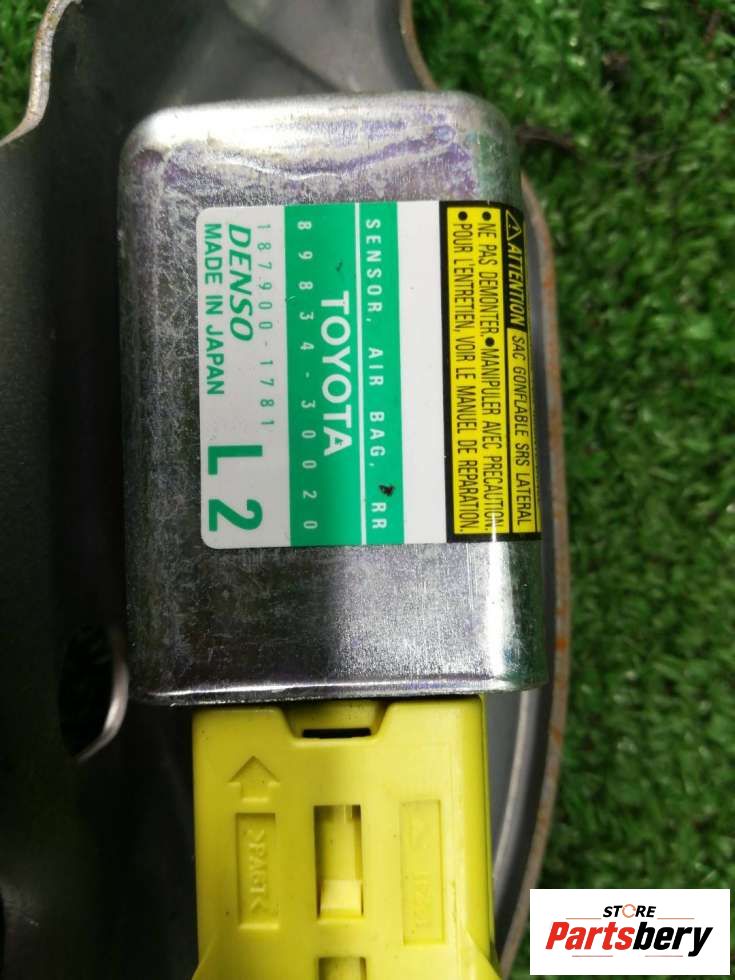 ⚠ATTENTION SAC GONFLABLE SRS LATERAL
•NE PAS DEMONTER.•MANIPULER AVEC PRECAUTION.
•POUR L'ENTRETIEN, VOIR LE MANUEL DE REPARATION.
SENSOR, AIR BAG, RR
TOYOTA
89834-30020
187900-1781
DENSO
MADE IN JAPAN
L2
>PA6T<
STORE
Partsbery